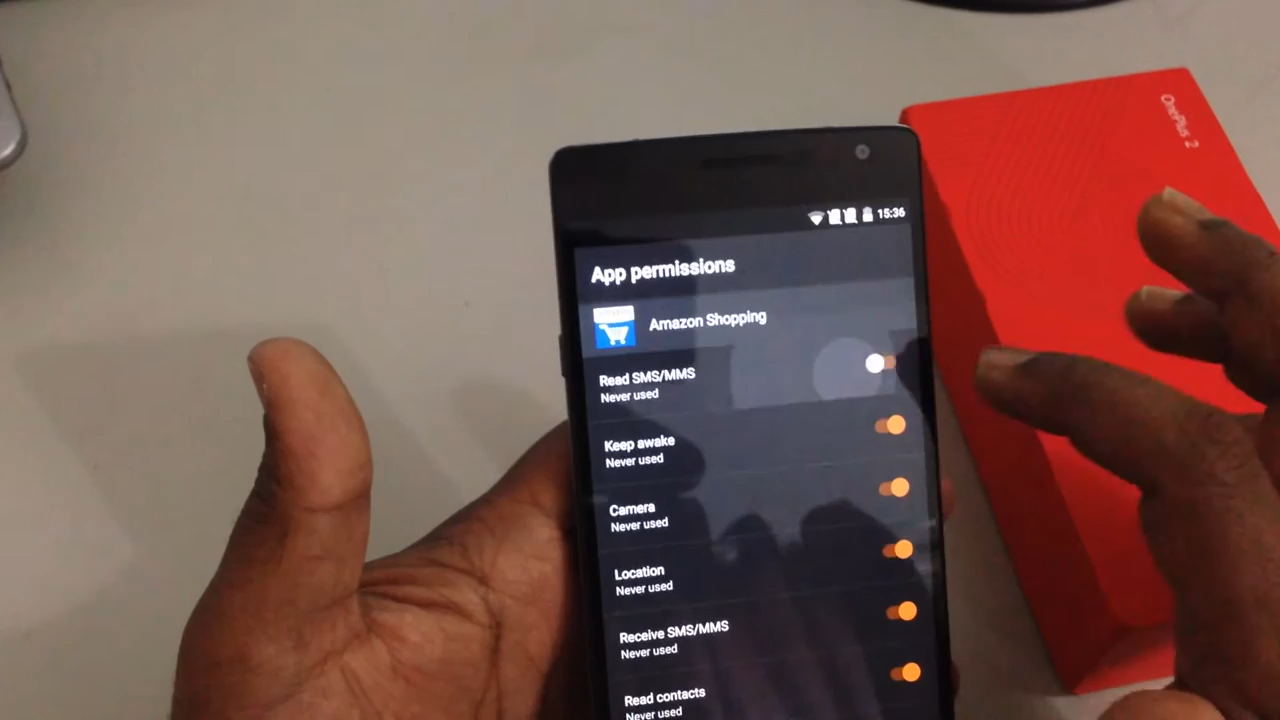 OnePlus 2
15:36
App permissions
Amazon Shopping
Read SMS/MMS
Never used
Keep awake
Never used
Camera
Never used
Location
Never used
Receive SMS/MMS
Never used
Read contacts
Never used